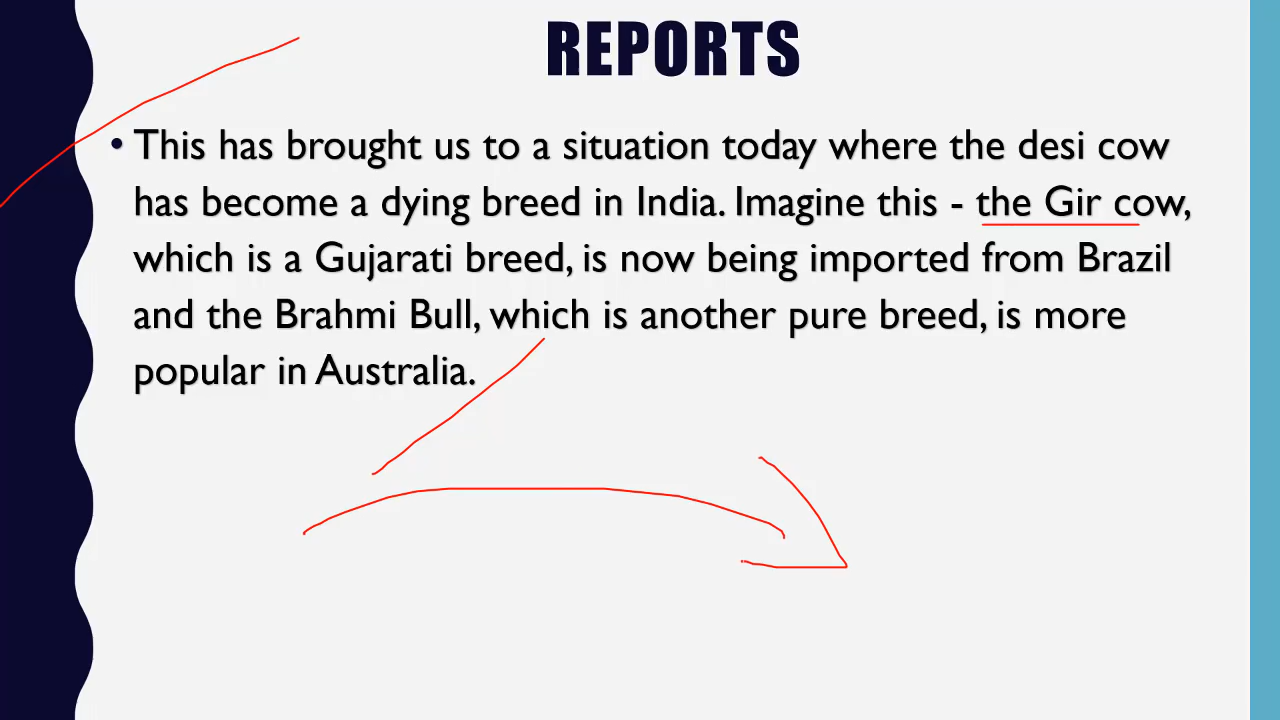 REPORTS
• This has brought us to a situation today where the desi cow
has become a dying breed in India. Imagine this - the Gir cow,
which is a Gujarati breed, is now being imported from Brazil
and the Brahmi Bull, which is another pure breed, is more
popular in Australia.